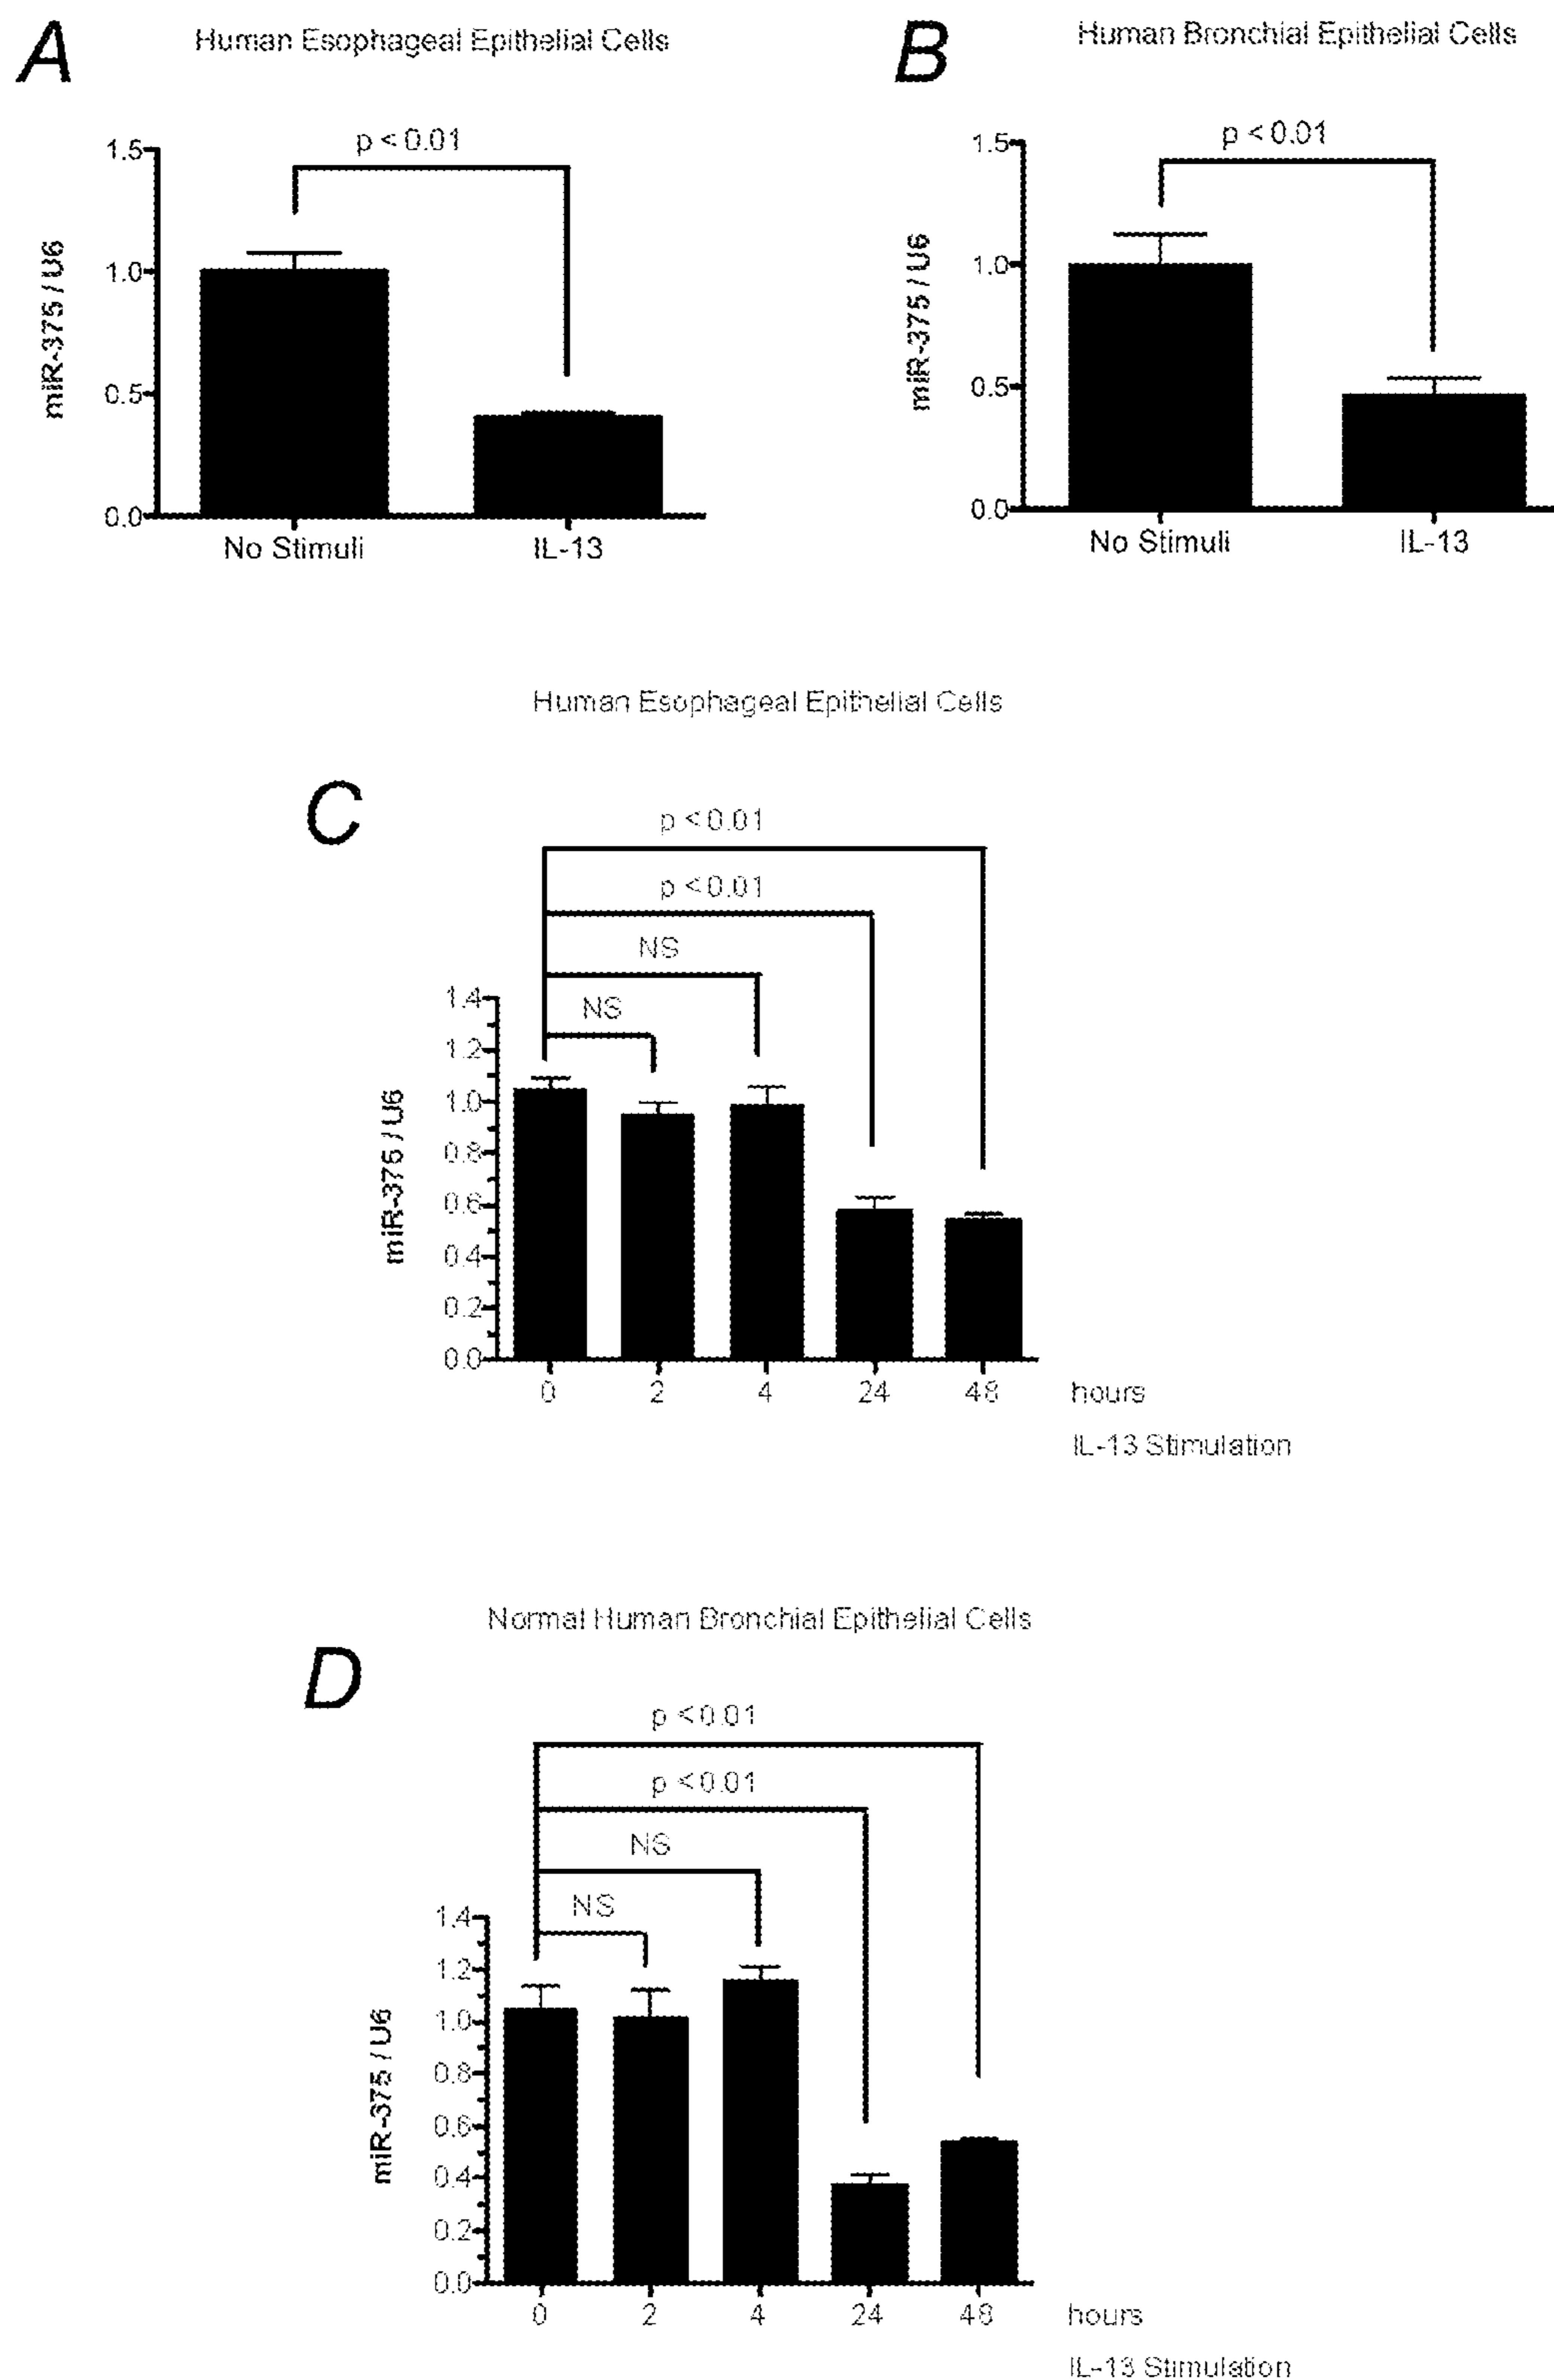 A
Human Esophageal Epithelial Cells
p < 0.01
1.5
1.0
0.5
0.0
miR-375 / U6
No Stimuli
IL-13
B
Human Bronchial Epithelial Cells
p < 0.01
1.5
1.0
0.5
0.0
miR-375 / U6
No Stimuli
IL-13
Human Esophageal Epithelial Cells
C
p < 0.01
p < 0.01
NS
NS
1.4
1.2
1.0
0.8
0.6
0.4
0.2
0.0
miR-375 / U6
0 2 4 24 48 hours
IL-13 Stimulation
Normal Human Bronchial Epithelial Cells
D
p < 0.01
p < 0.01
NS
NS
1.4
1.2
1.0
0.8
0.6
0.4
0.2
0.0
miR-375 / U6
0 2 4 24 48 hours
IL-13 Stimulation